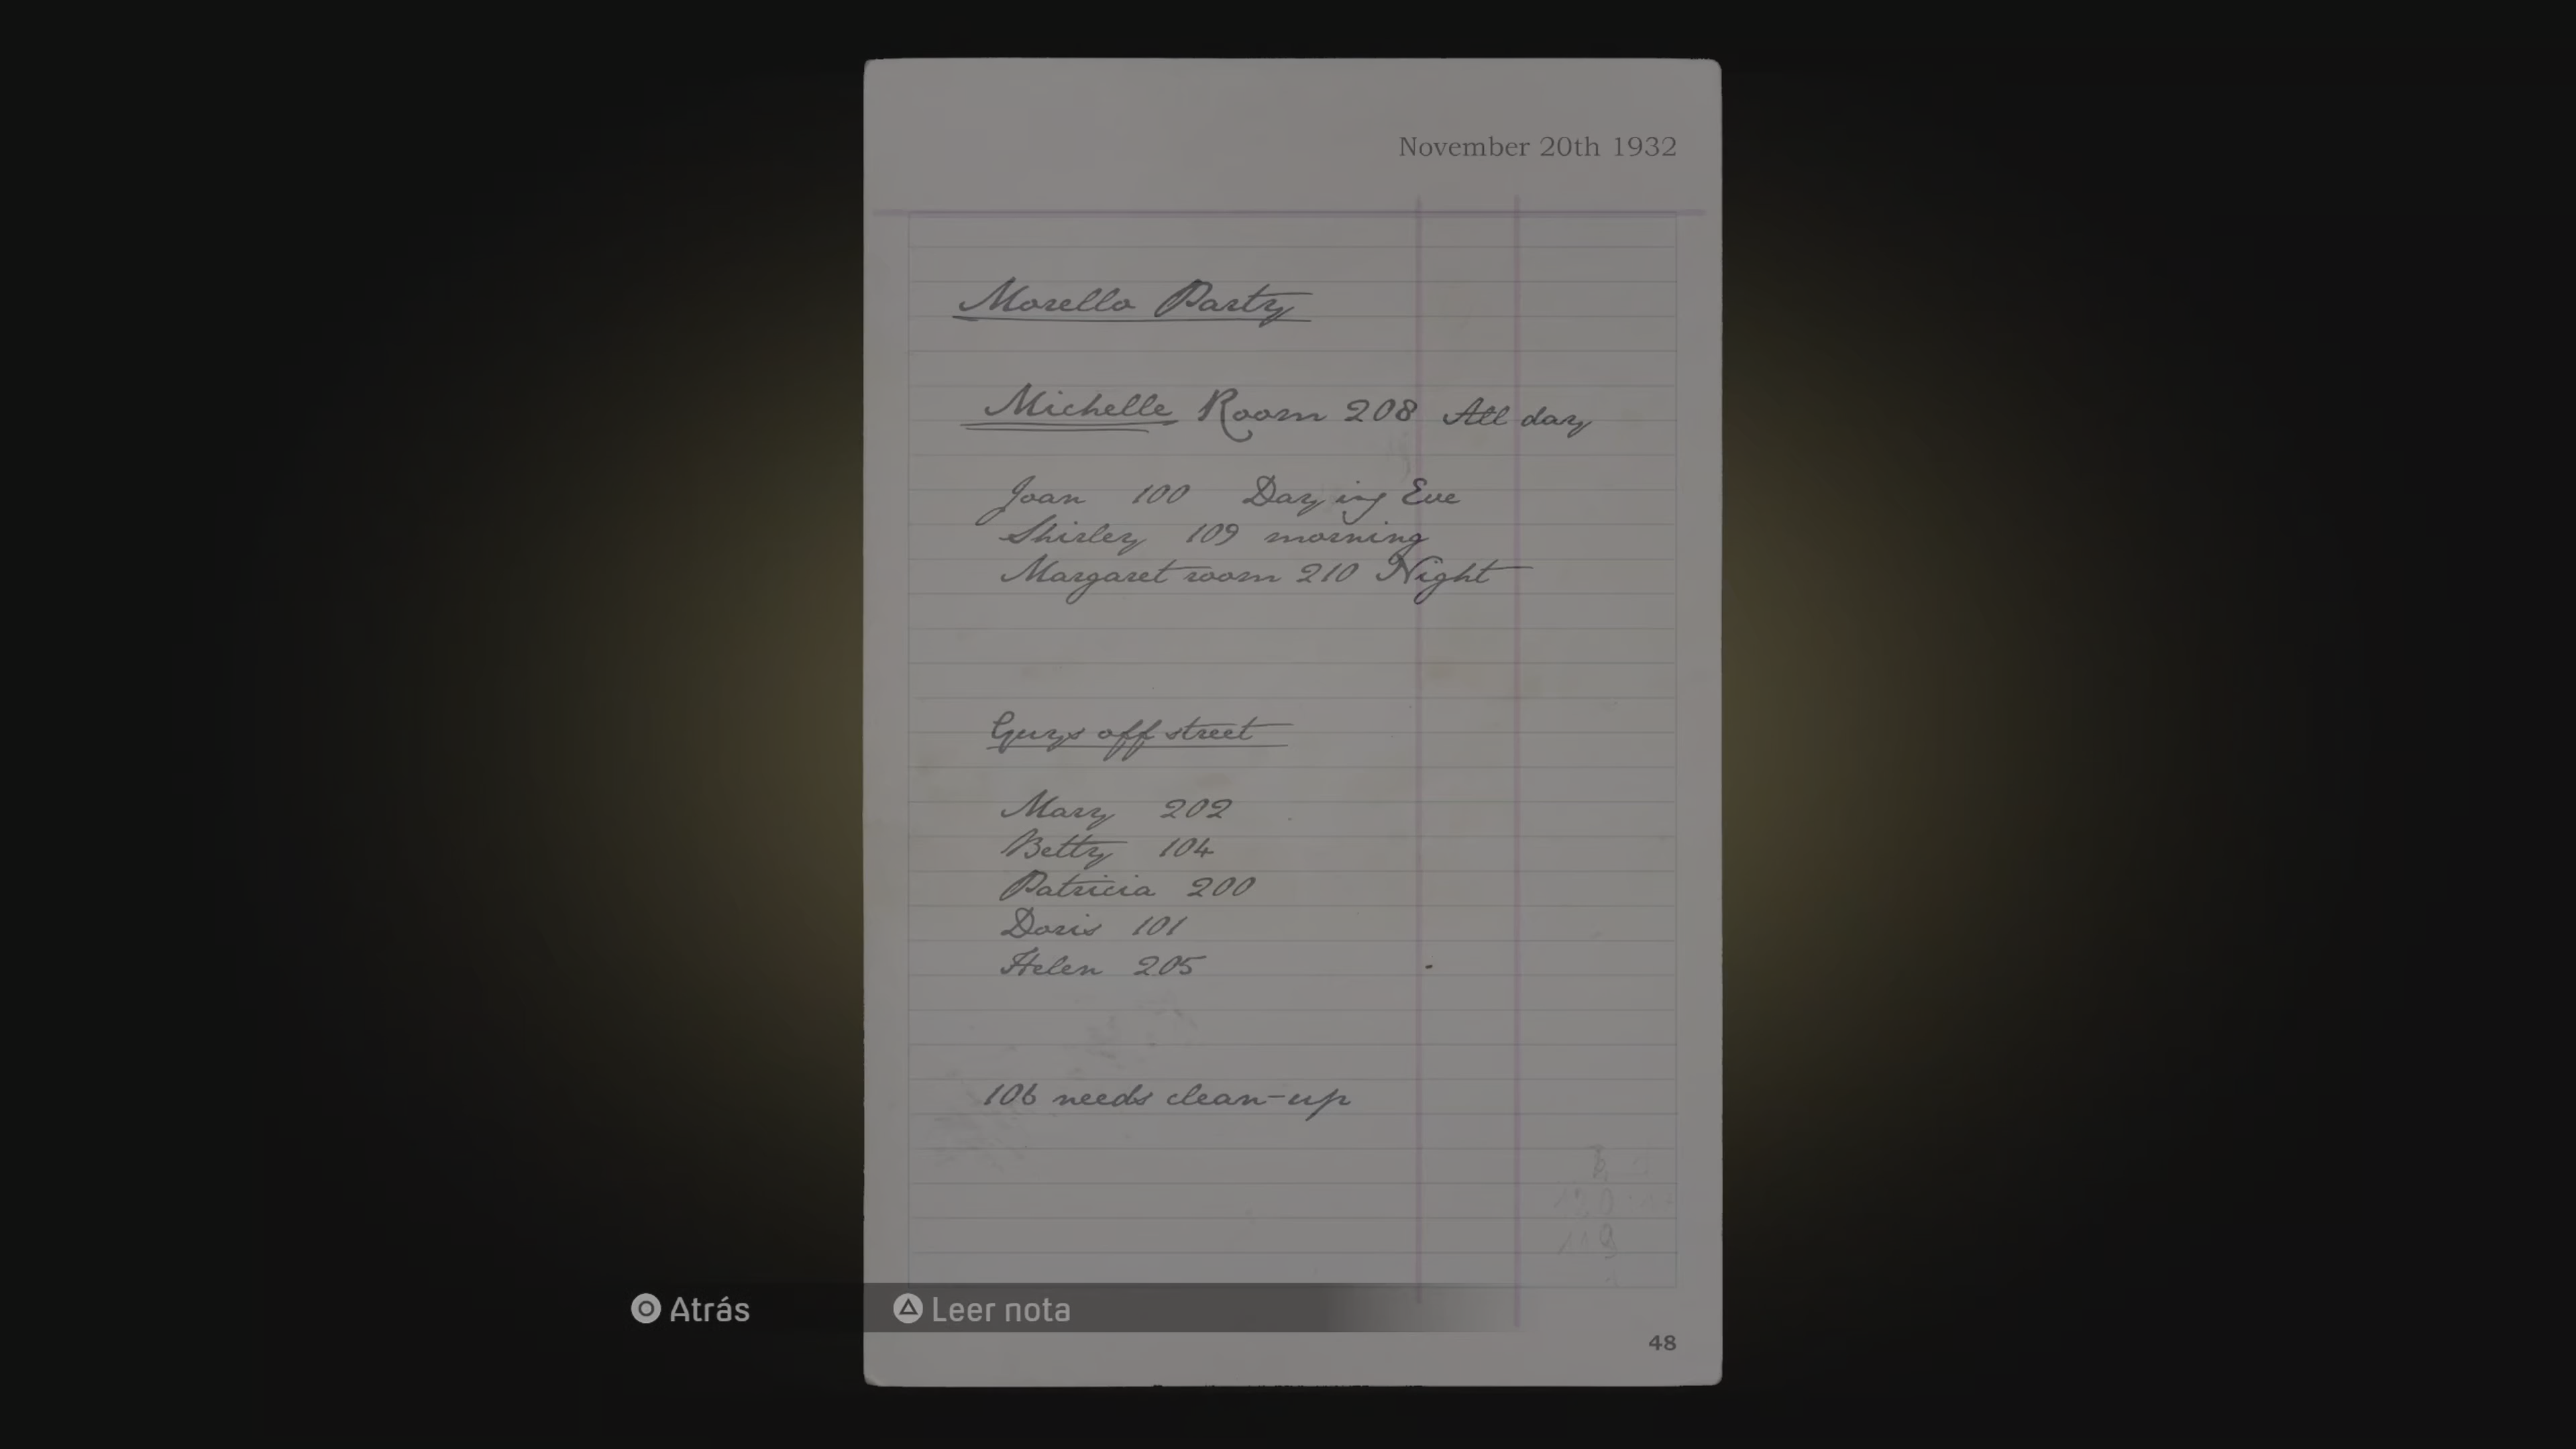 November 20th 1932
Morello Party
Michelle Room 208 All day
Joan 100 Day ing Eve
Shirley 109 morning
Margaret room 210 Night
Guys off street
Mary 202
Betty 104
Patricia 200
Doris 101
Helen 205
106 needs clean-up
Atrás
Leer nota
48